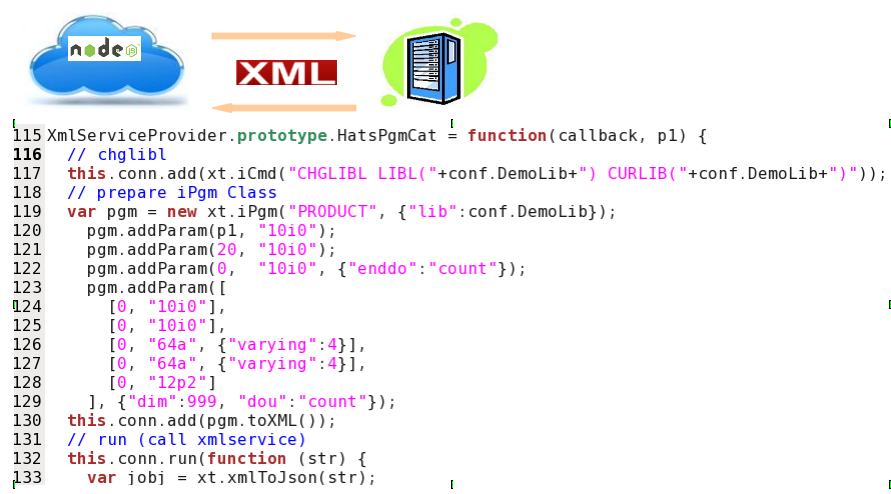 node JS
XML
115 XmlServiceProvider.prototype.HatsPgmCat = function(callback, p1) {
116   // chglibl
117   this.conn.add(xt.iCmd("CHGLIBL LIBL("+conf.DemoLib+") CURLIB("+conf.DemoLib+")"));
118   // prepare iPgm Class
119   var pgm = new xt.iPgm("PRODUCT", {"lib":conf.DemoLib});
120     pgm.addParam(p1, "10i0");
121     pgm.addParam(20, "10i0");
122     pgm.addParam(0,  "10i0", {"enddo":"count"});
123     pgm.addParam([
124       [0, "10i0"],
125       [0, "10i0"],
126       [0, "64a", {"varying":4}],
127       [0, "64a", {"varying":4}],
128       [0, "12p2"]
129     ], {"dim":999, "dou":"count"});
130   this.conn.add(pgm.toXML());
131   // run (call xmlservice)
132   this.conn.run(function (str) {
133     var jobj = xt.xmlToJson(str);